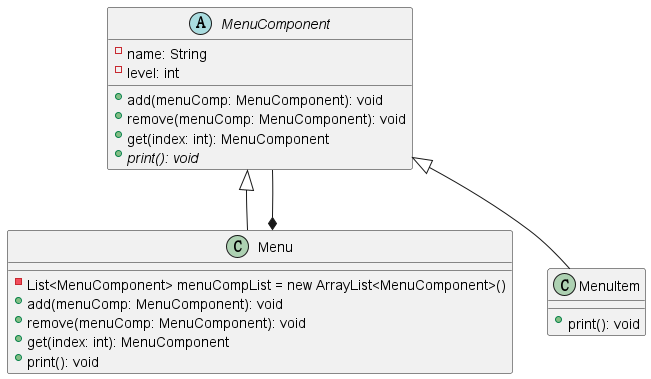 A MenuComponent
name: String
level: int
add(menuComp: MenuComponent): void
remove(menuComp: MenuComponent): void
get(index: int): MenuComponent
print(): void
C Menu
List<MenuComponent> menuCompList = new ArrayList<MenuComponent>()
add(menuComp: MenuComponent): void
remove(menuComp: MenuComponent): void
get(index: int): MenuComponent
print(): void
C MenuItem
print(): void